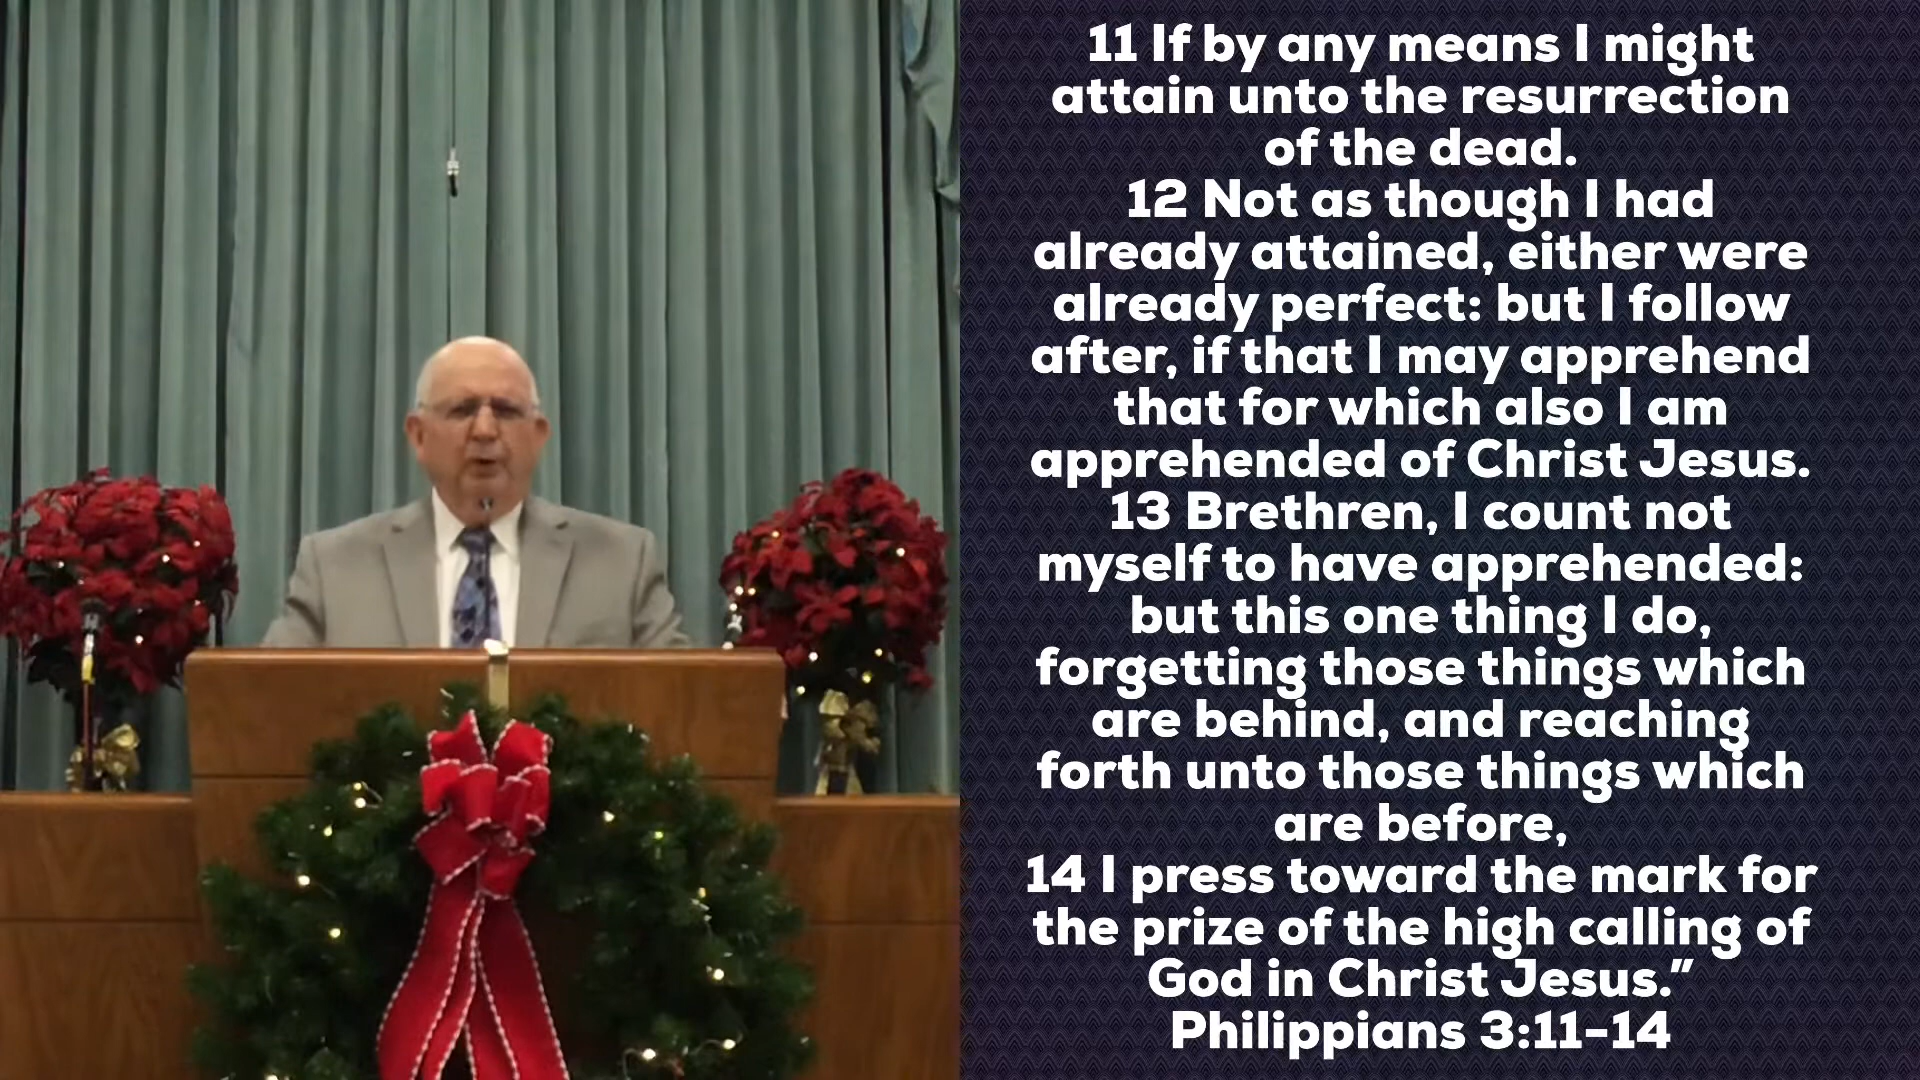 11 If by any means I might
attain unto the resurrection
of the dead.
12 Not as though I had
already attained, either were
already perfect: but I follow
after, if that I may apprehend
that for which also I am
apprehended of Christ Jesus.
13 Brethren, I count not
myself to have apprehended:
but this one thing I do,
forgetting those things which
are behind, and reaching
forth unto those things which
are before,
14 I press toward the mark for
the prize of the high calling of
God in Christ Jesus.”
Philippians 3:11-14